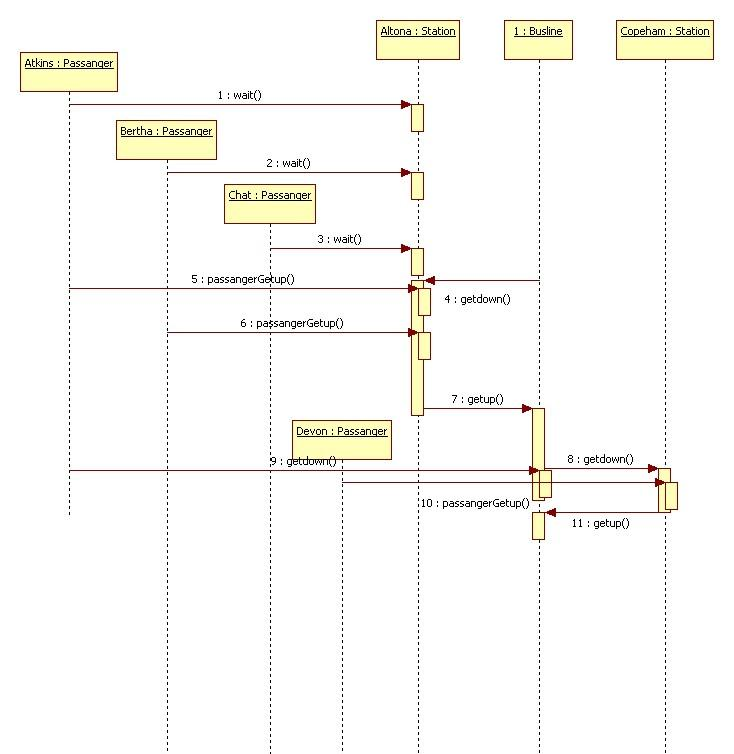 Altona : Station
1 : Busline
Copeham : Station
Atkins : Passanger
1 : wait()
Bertha : Passanger
2 : wait()
Chat : Passanger
3 : wait()
5 : passangerGetup()
4 : getdown()
6 : passangerGetup()
7 : getup()
Devon : Passanger
9 : getdown()
8 : getdown()
10 : passangerGetup()
11 : getup()